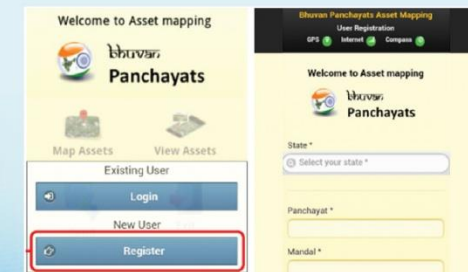 Welcome to Asset mapping
bhuvan
Panchayats
Map Assets
View Assets
Existing User
Login
New User
Register
Bhuvan Panchayats Asset Mapping
User Registration
GPS
Internet
Compass
Welcome to Asset mapping
bhuvan
Panchayats
State *
Select your state *
Panchayat *
Mandal *